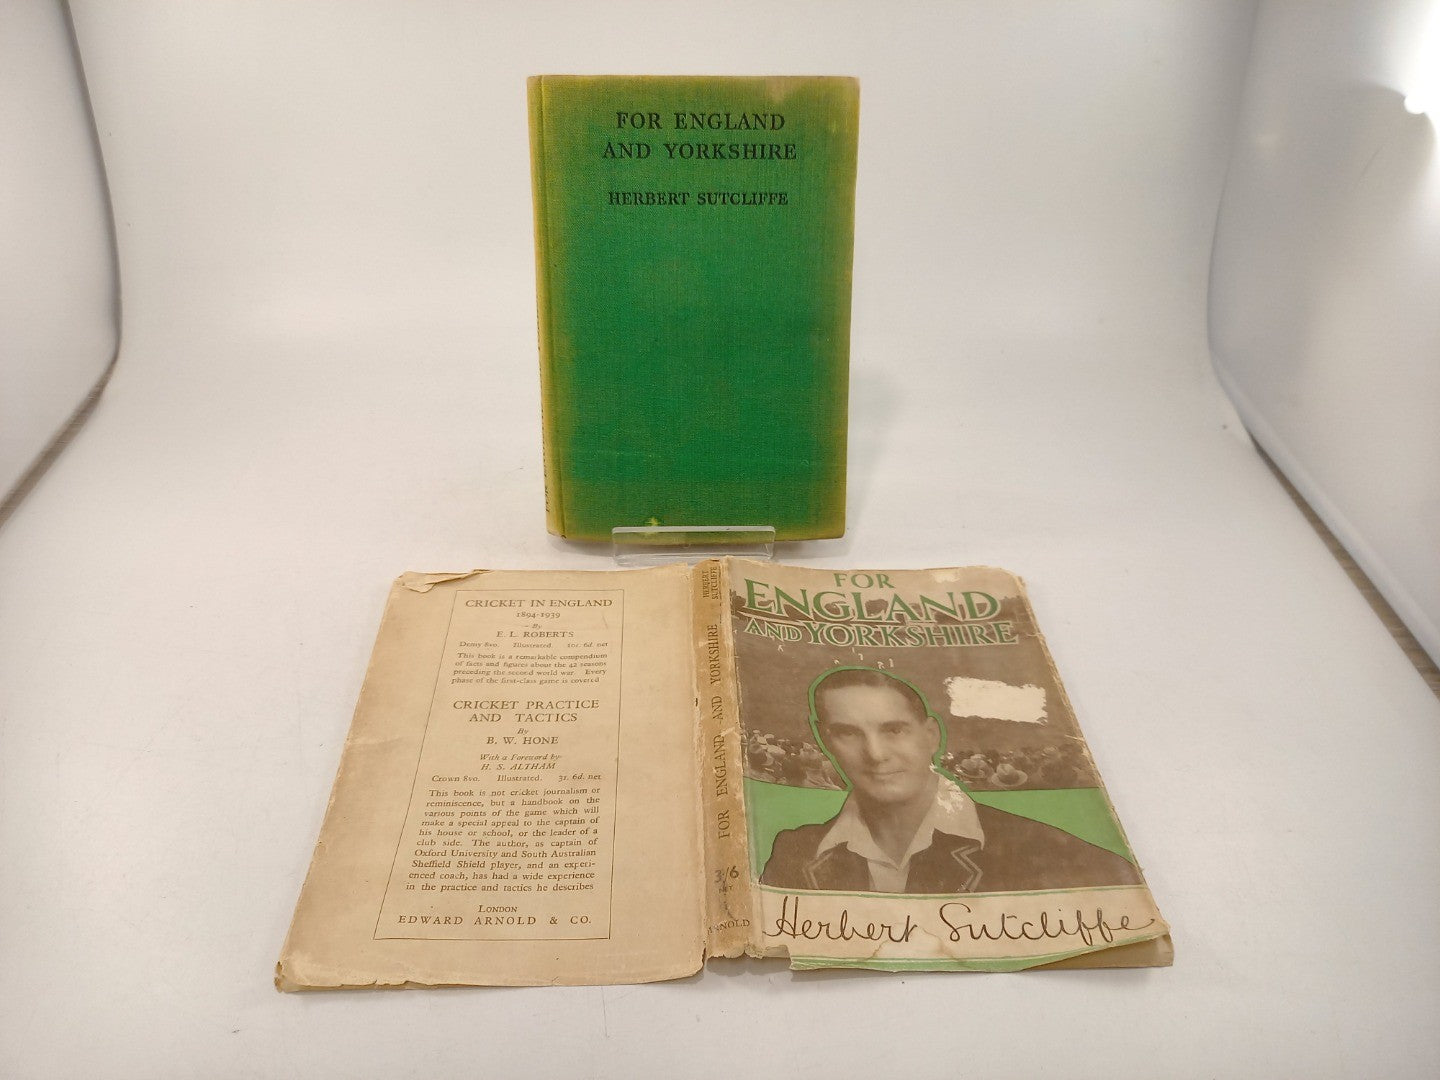 FOR ENGLAND
AND YORKSHIRE
HERBERT SUTCLIFFE
CRICKET IN ENGLAND
1894-1939
By
E. L. ROBERTS
Demy 8vo. Illustrated. 10s. 6d. net
This book is a remarkable compendium
of facts and figures about the 42 seasons
preceding the second world war. Every
phase of the first-class game is covered
CRICKET PRACTICE
AND TACTICS
By
B. W. HONE
With a Foreword by
H. S. ALTHAM
Crown 8vo. Illustrated. 3s. 6d. net
This book is not cricket journalism or
reminiscence, but a handbook on the
various points of the game which will
make a special appeal to the captain of
his house or school, or the leader of a
club side. The author, as captain of
Oxford University and South Australian
Sheffield Shield player, and an experi-
enced coach, has had a wide experience
in the practice and tactics he describes
LONDON
EDWARD ARNOLD & CO.
HERBERT
SUTCLIFFE
FOR ENGLAND AND YORKSHIRE
3/6
NET
ARNOLD
FOR
ENGLAND
AND YORKSHIRE
Herbert Sutcliffe